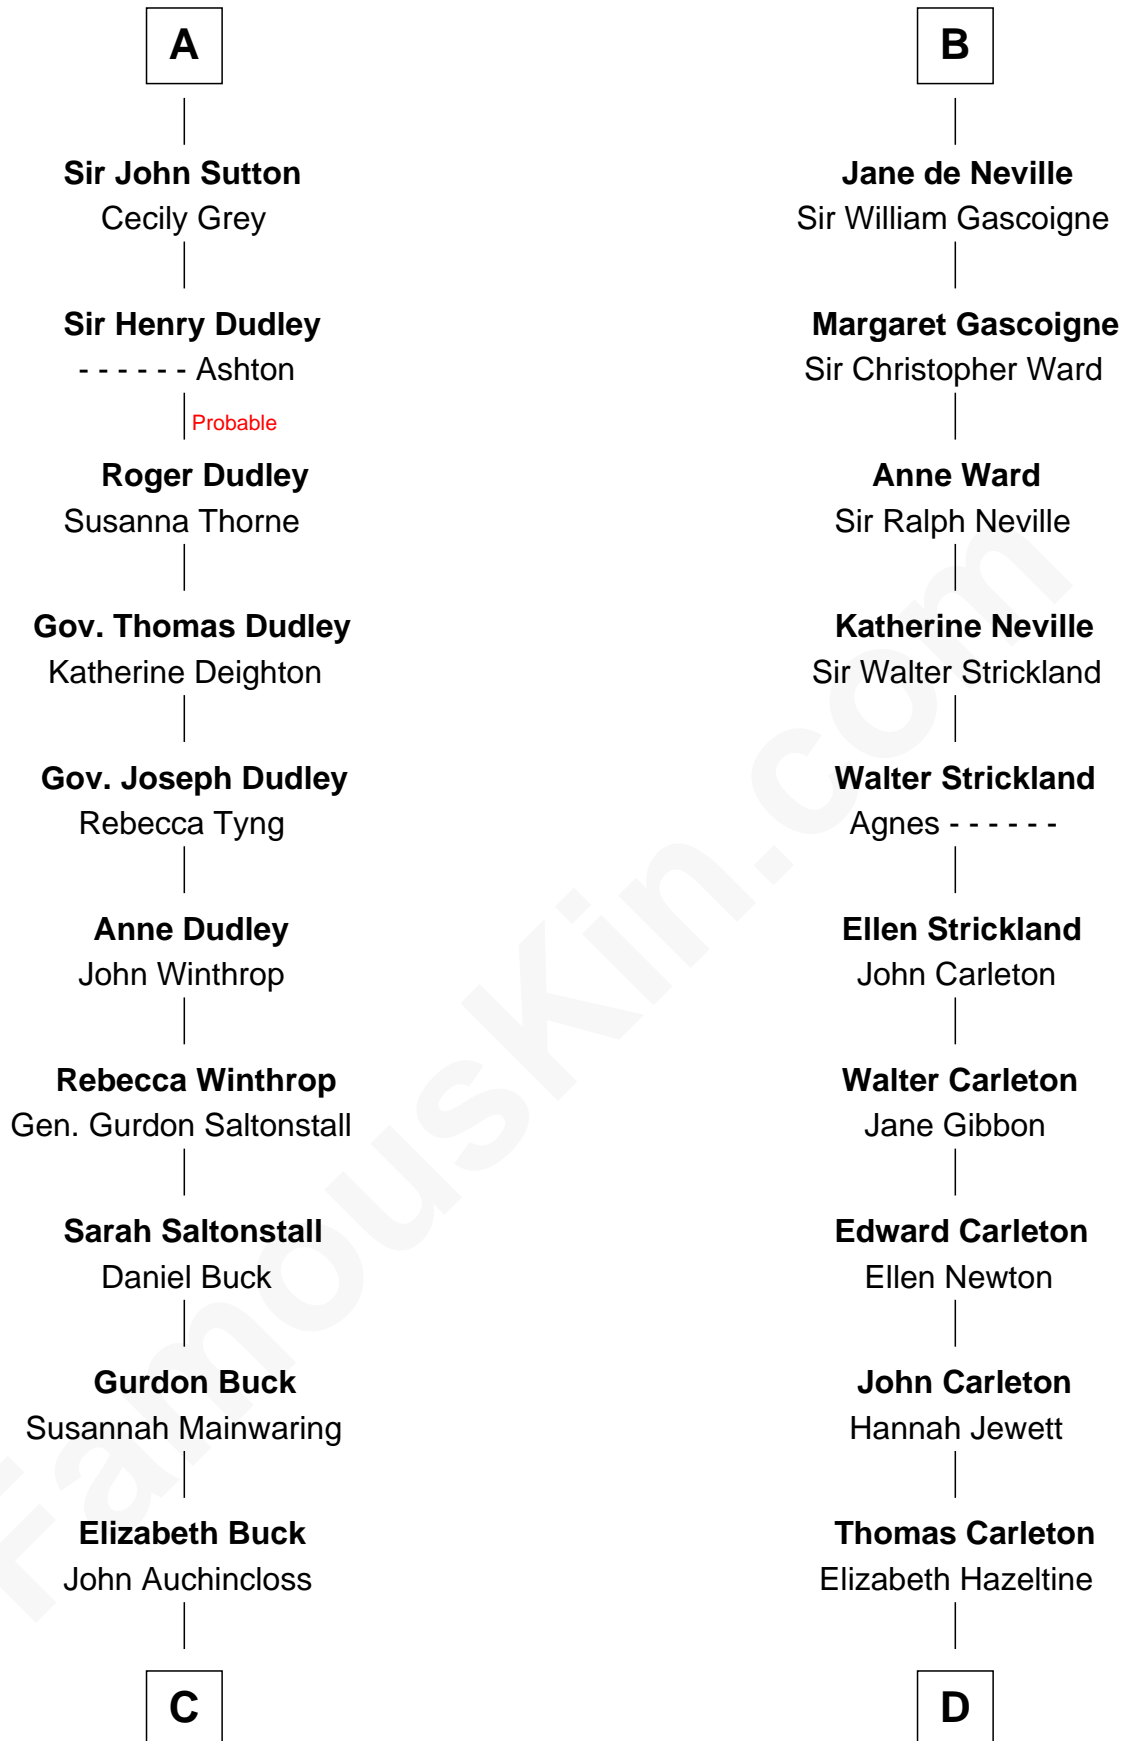 A
Sir John Sutton
Cecily Grey
Sir Henry Dudley
- - - - - - Ashton
Probable
Roger Dudley
Susanna Thorne
Gov. Thomas Dudley
Katherine Deighton
Gov. Joseph Dudley
Rebecca Tyng
Anne Dudley
John Winthrop
Rebecca Winthrop
Gen. Gurdon Saltonstall
Sarah Saltonstall
Daniel Buck
Gurdon Buck
Susannah Mainwaring
Elizabeth Buck
John Auchincloss
C
B
Jane de Neville
Sir William Gascoigne
Margaret Gascoigne
Sir Christopher Ward
Anne Ward
Sir Ralph Neville
Katherine Neville
Sir Walter Strickland
Walter Strickland
Agnes - - - - - -
Ellen Strickland
John Carleton
Walter Carleton
Jane Gibbon
Edward Carleton
Ellen Newton
John Carleton
Hannah Jewett
Thomas Carleton
Elizabeth Hazeltine
D
FamousKin.com